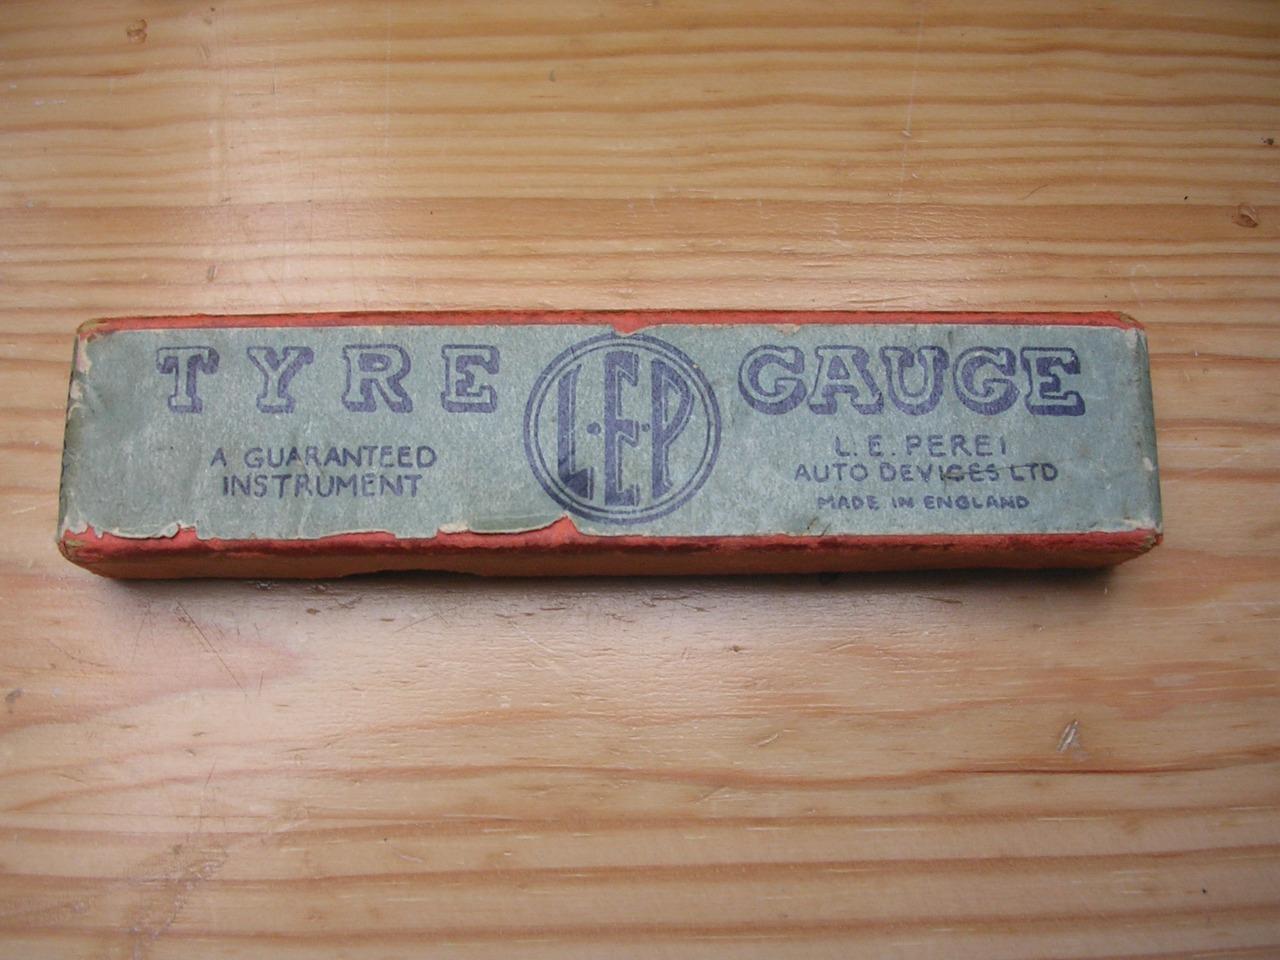 TYRE GAUGE
L.E.P
A GUARANTEED
INSTRUMENT
L. E. PEREI
AUTO DEVICES LTD
MADE IN ENGLAND